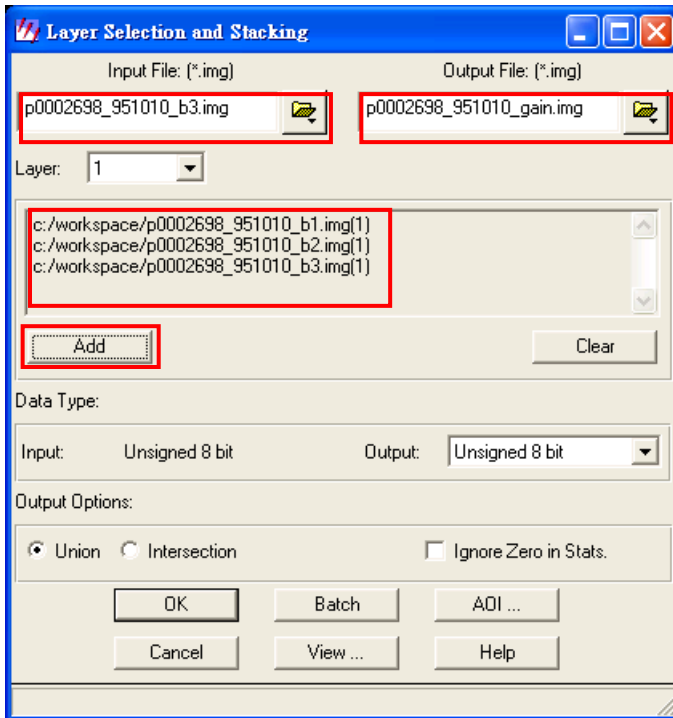 Layer Selection and Stacking
Input File: (*.img) Output File: (*.img)
p0002698_951010_b3.img p0002698_951010_gain.img
Layer: 1
c:/workspace/p0002698_951010_b1.img(1)
c:/workspace/p0002698_951010_b2.img(1)
c:/workspace/p0002698_951010_b3.img(1)
Add Clear
Data Type:
Input: Unsigned 8 bit Output: Unsigned 8 bit
Output Options:
Union Intersection Ignore Zero in Stats.
OK Batch AOI ...
Cancel View ... Help